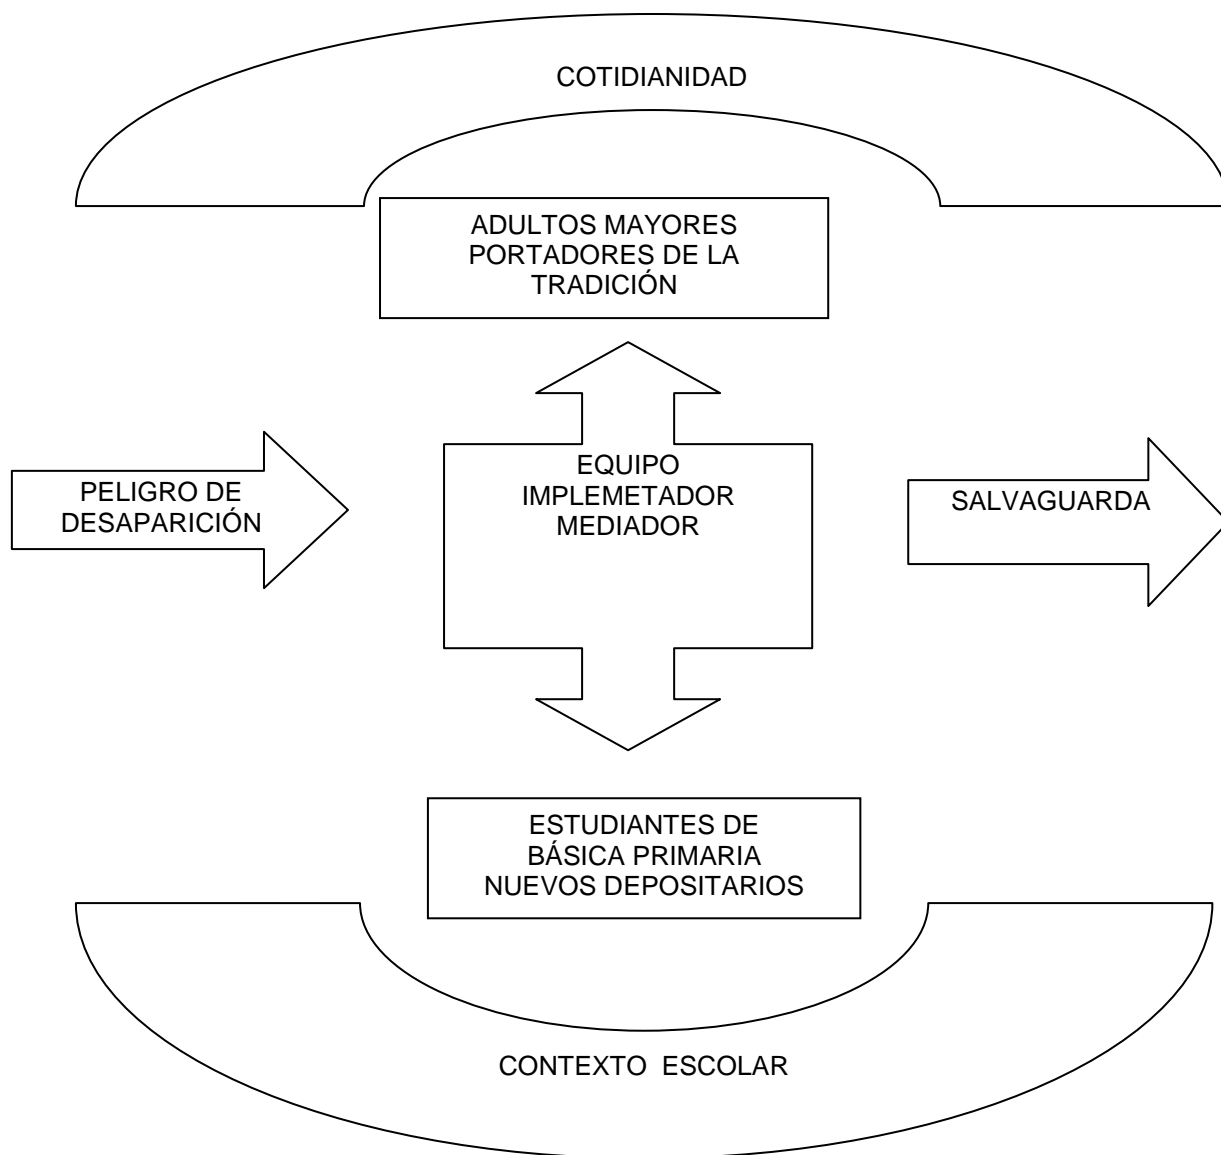 COTIDIANIDAD
ADULTOS MAYORES
PORTADORES DE LA
TRADICIÓN
PELIGRO DE
DESAPARICIÓN
EQUIPO
IMPLEMETADOR
MEDIADOR
SALVAGUARDA
ESTUDIANTES DE
BÁSICA PRIMARIA
NUEVOS DEPOSITARIOS
CONTEXTO ESCOLAR